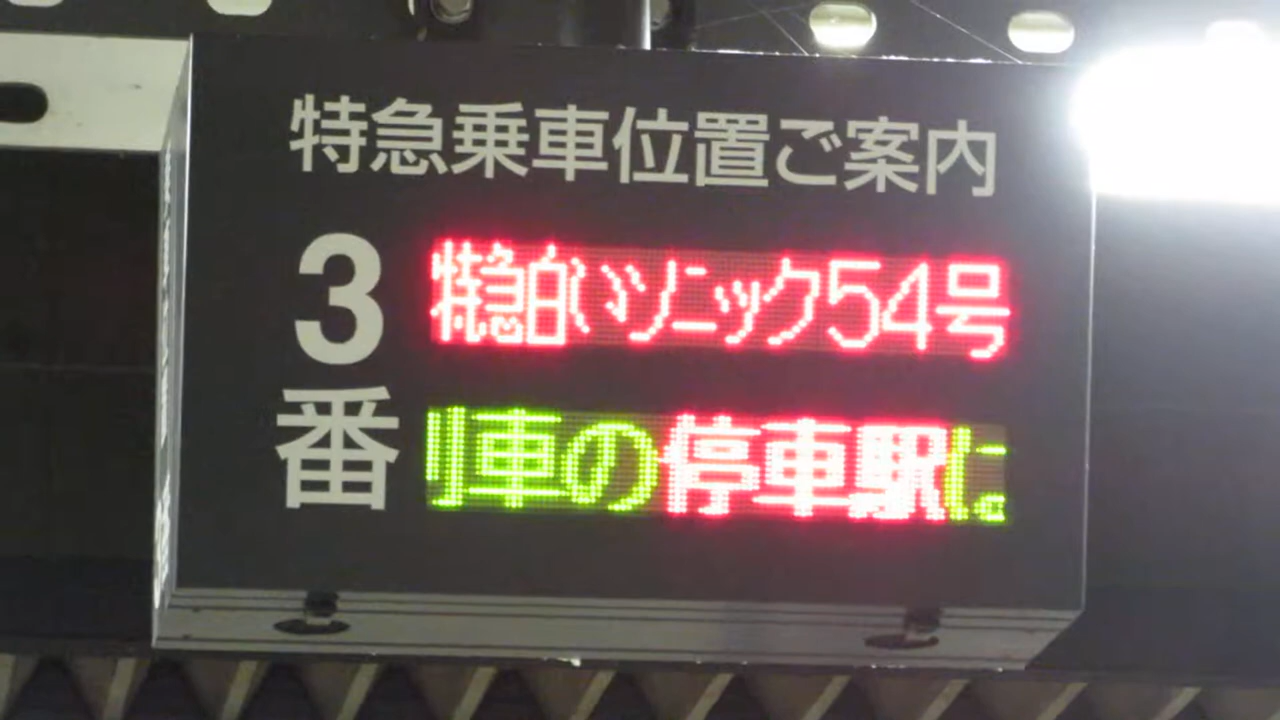 特急乗車位置ご案内
3番
特急白いソニック54号
車の停車駅に